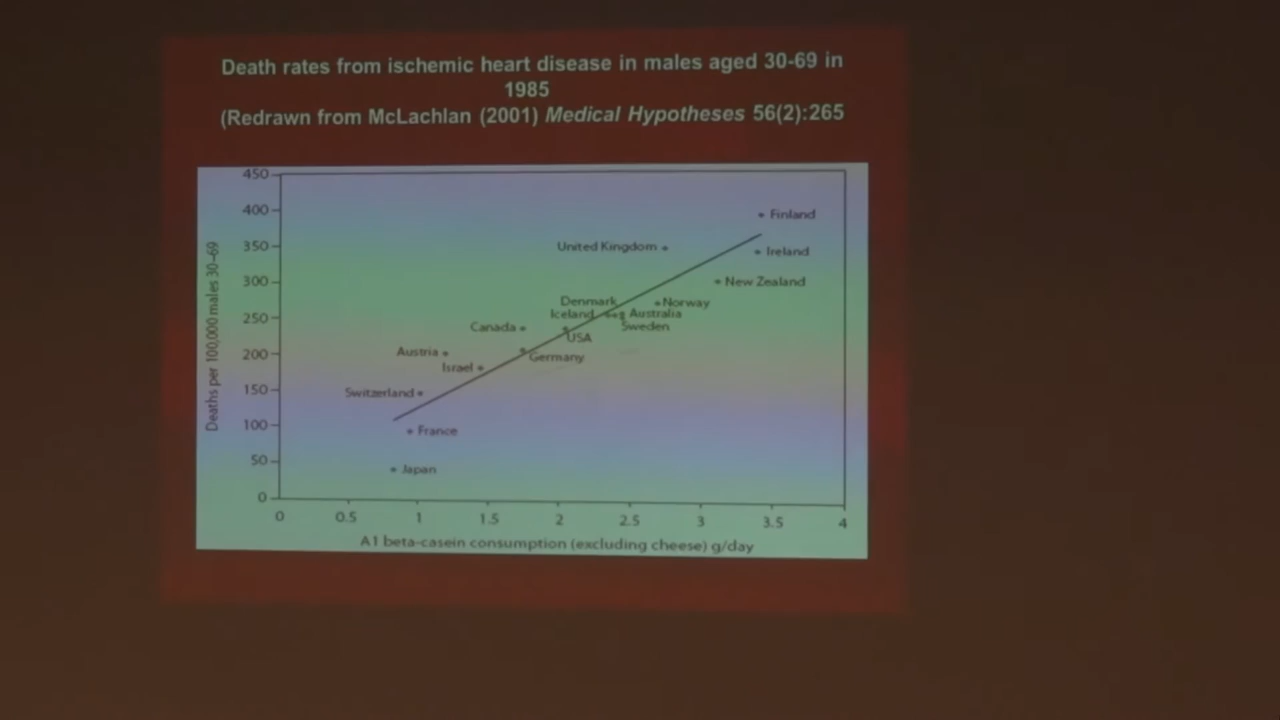 Death rates from ischemic heart disease in males aged 30-69 in
1985
(Redrawn from McLachlan (2001) Medical Hypotheses 56(2):265
450
400
350
300
250
200
150
100
50
0
Deaths per 100,000 males 30–69
Finland
United Kingdom
Ireland
New Zealand
Denmark
Norway
Iceland
Australia
Canada
Sweden
USA
Austria
Germany
Israel
Switzerland
France
Japan
0 0.5 1 1.5 2 2.5 3 3.5 4
A1 beta-casein consumption (excluding cheese) g/day